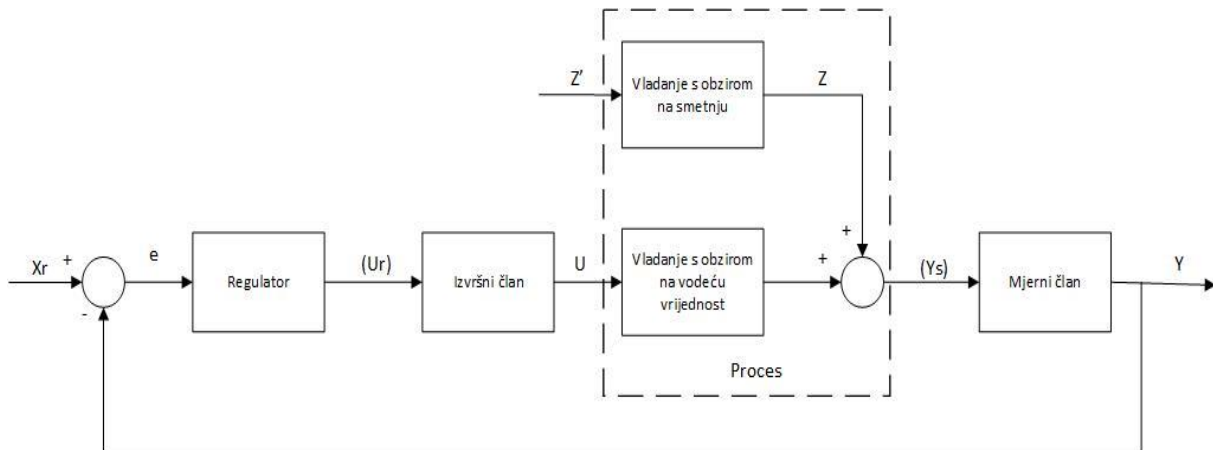 Z'
Vladanje s obzirom
na smetnju
Z
Xr
+
-
e
Regulator
(Ur)
Izvršni član
U
Vladanje s obzirom
na vodeću
vrijednost
+
+
(Ys)
Mjerni član
Y
Proces